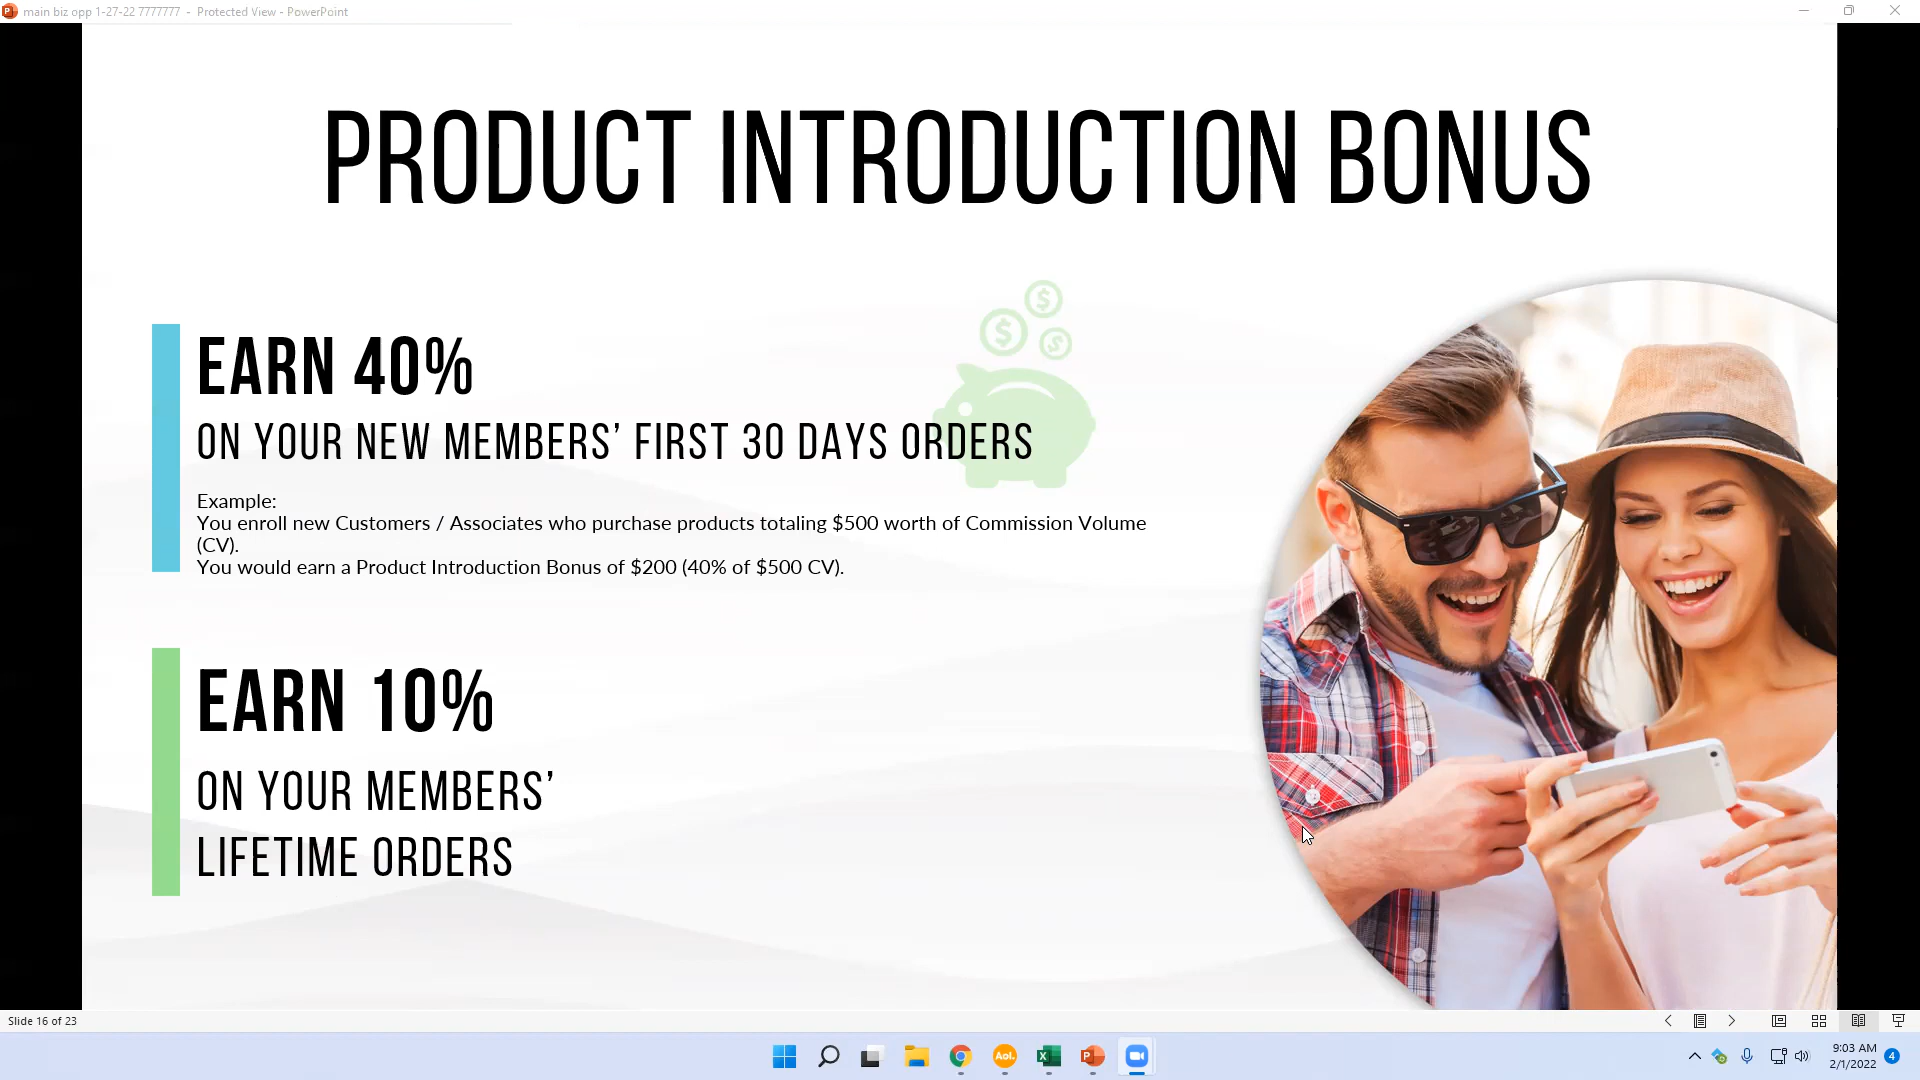 main biz opp 1-27-22 7777777 - Protected View - PowerPoint
PRODUCT INTRODUCTION BONUS
EARN 40%
ON YOUR NEW MEMBERS' FIRST 30 DAYS ORDERS
Example:
You enroll new Customers / Associates who purchase products totaling $500 worth of Commission Volume
(CV).
You would earn a Product Introduction Bonus of $200 (40% of $500 CV).
EARN 10%
ON YOUR MEMBERS'
LIFETIME ORDERS
Slide 16 of 23
Aol.
9:03 AM
2/1/2022
4